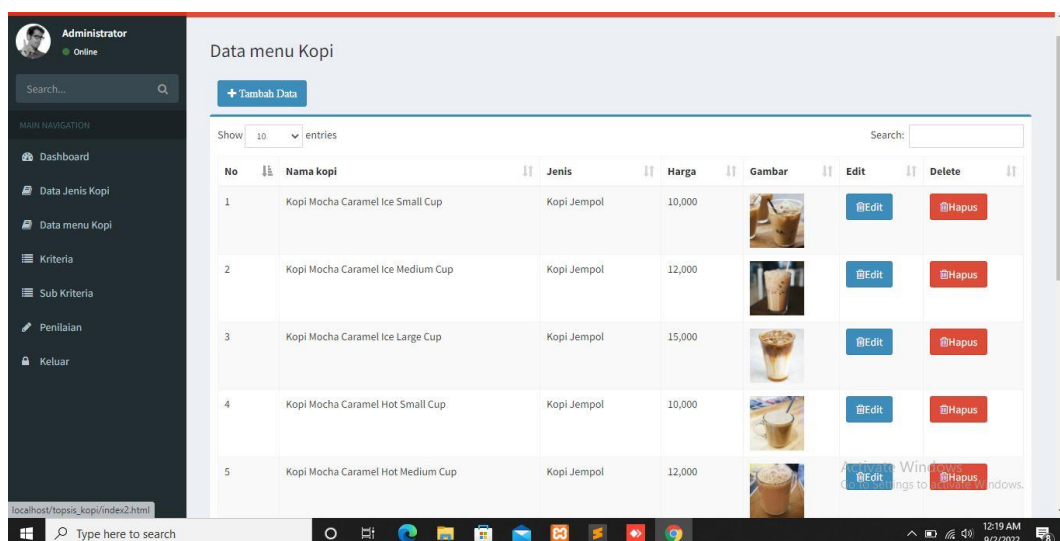 Administrator
Online
Search...
MAIN NAVIGATION
Dashboard
Data Jenis Kopi
Data menu Kopi
Kriteria
Sub Kriteria
Penilaian
Keluar
Data menu Kopi
Tambah Data
Show 10 entries
Search:
No Nama kopi Jenis Harga Gambar Edit Delete
1 Kopi Mocha Caramel Ice Small Cup Kopi Jempol 10,000 Edit Hapus
2 Kopi Mocha Caramel Ice Medium Cup Kopi Jempol 12,000 Edit Hapus
3 Kopi Mocha Caramel Ice Large Cup Kopi Jempol 15,000 Edit Hapus
4 Kopi Mocha Caramel Hot Small Cup Kopi Jempol 10,000 Edit Hapus
5 Kopi Mocha Caramel Hot Medium Cup Kopi Jempol 12,000 Edit Hapus
Activate Windows
Go to Settings to activate Windows.
localhost/topsis_kopi/index2.html
Type here to search
12:19 AM
9/2/2022